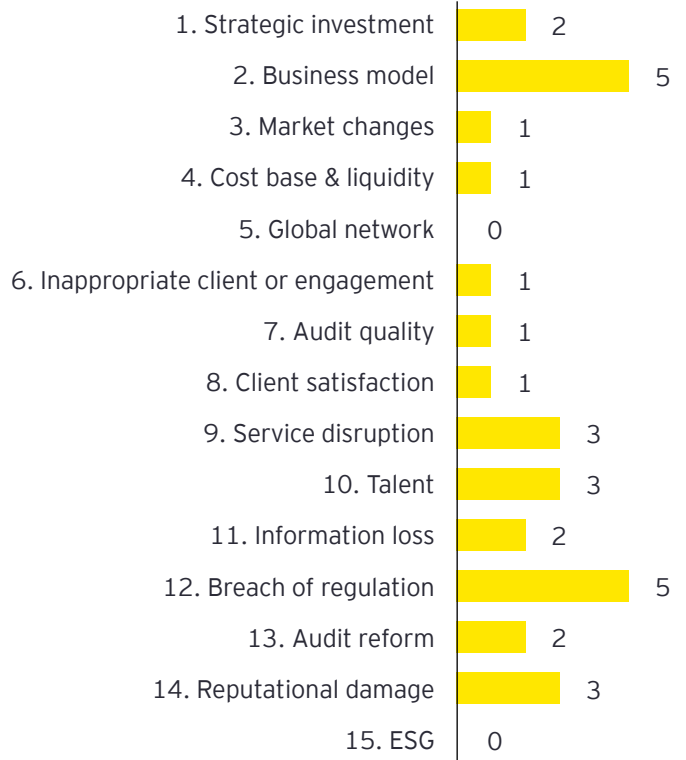 1. Strategic investment 2
2. Business model 5
3. Market changes 1
4. Cost base & liquidity 1
5. Global network 0
6. Inappropriate client or engagement 1
7. Audit quality 1
8. Client satisfaction 1
9. Service disruption 3
10. Talent 3
11. Information loss 2
12. Breach of regulation 5
13. Audit reform 2
14. Reputational damage 3
15. ESG 0